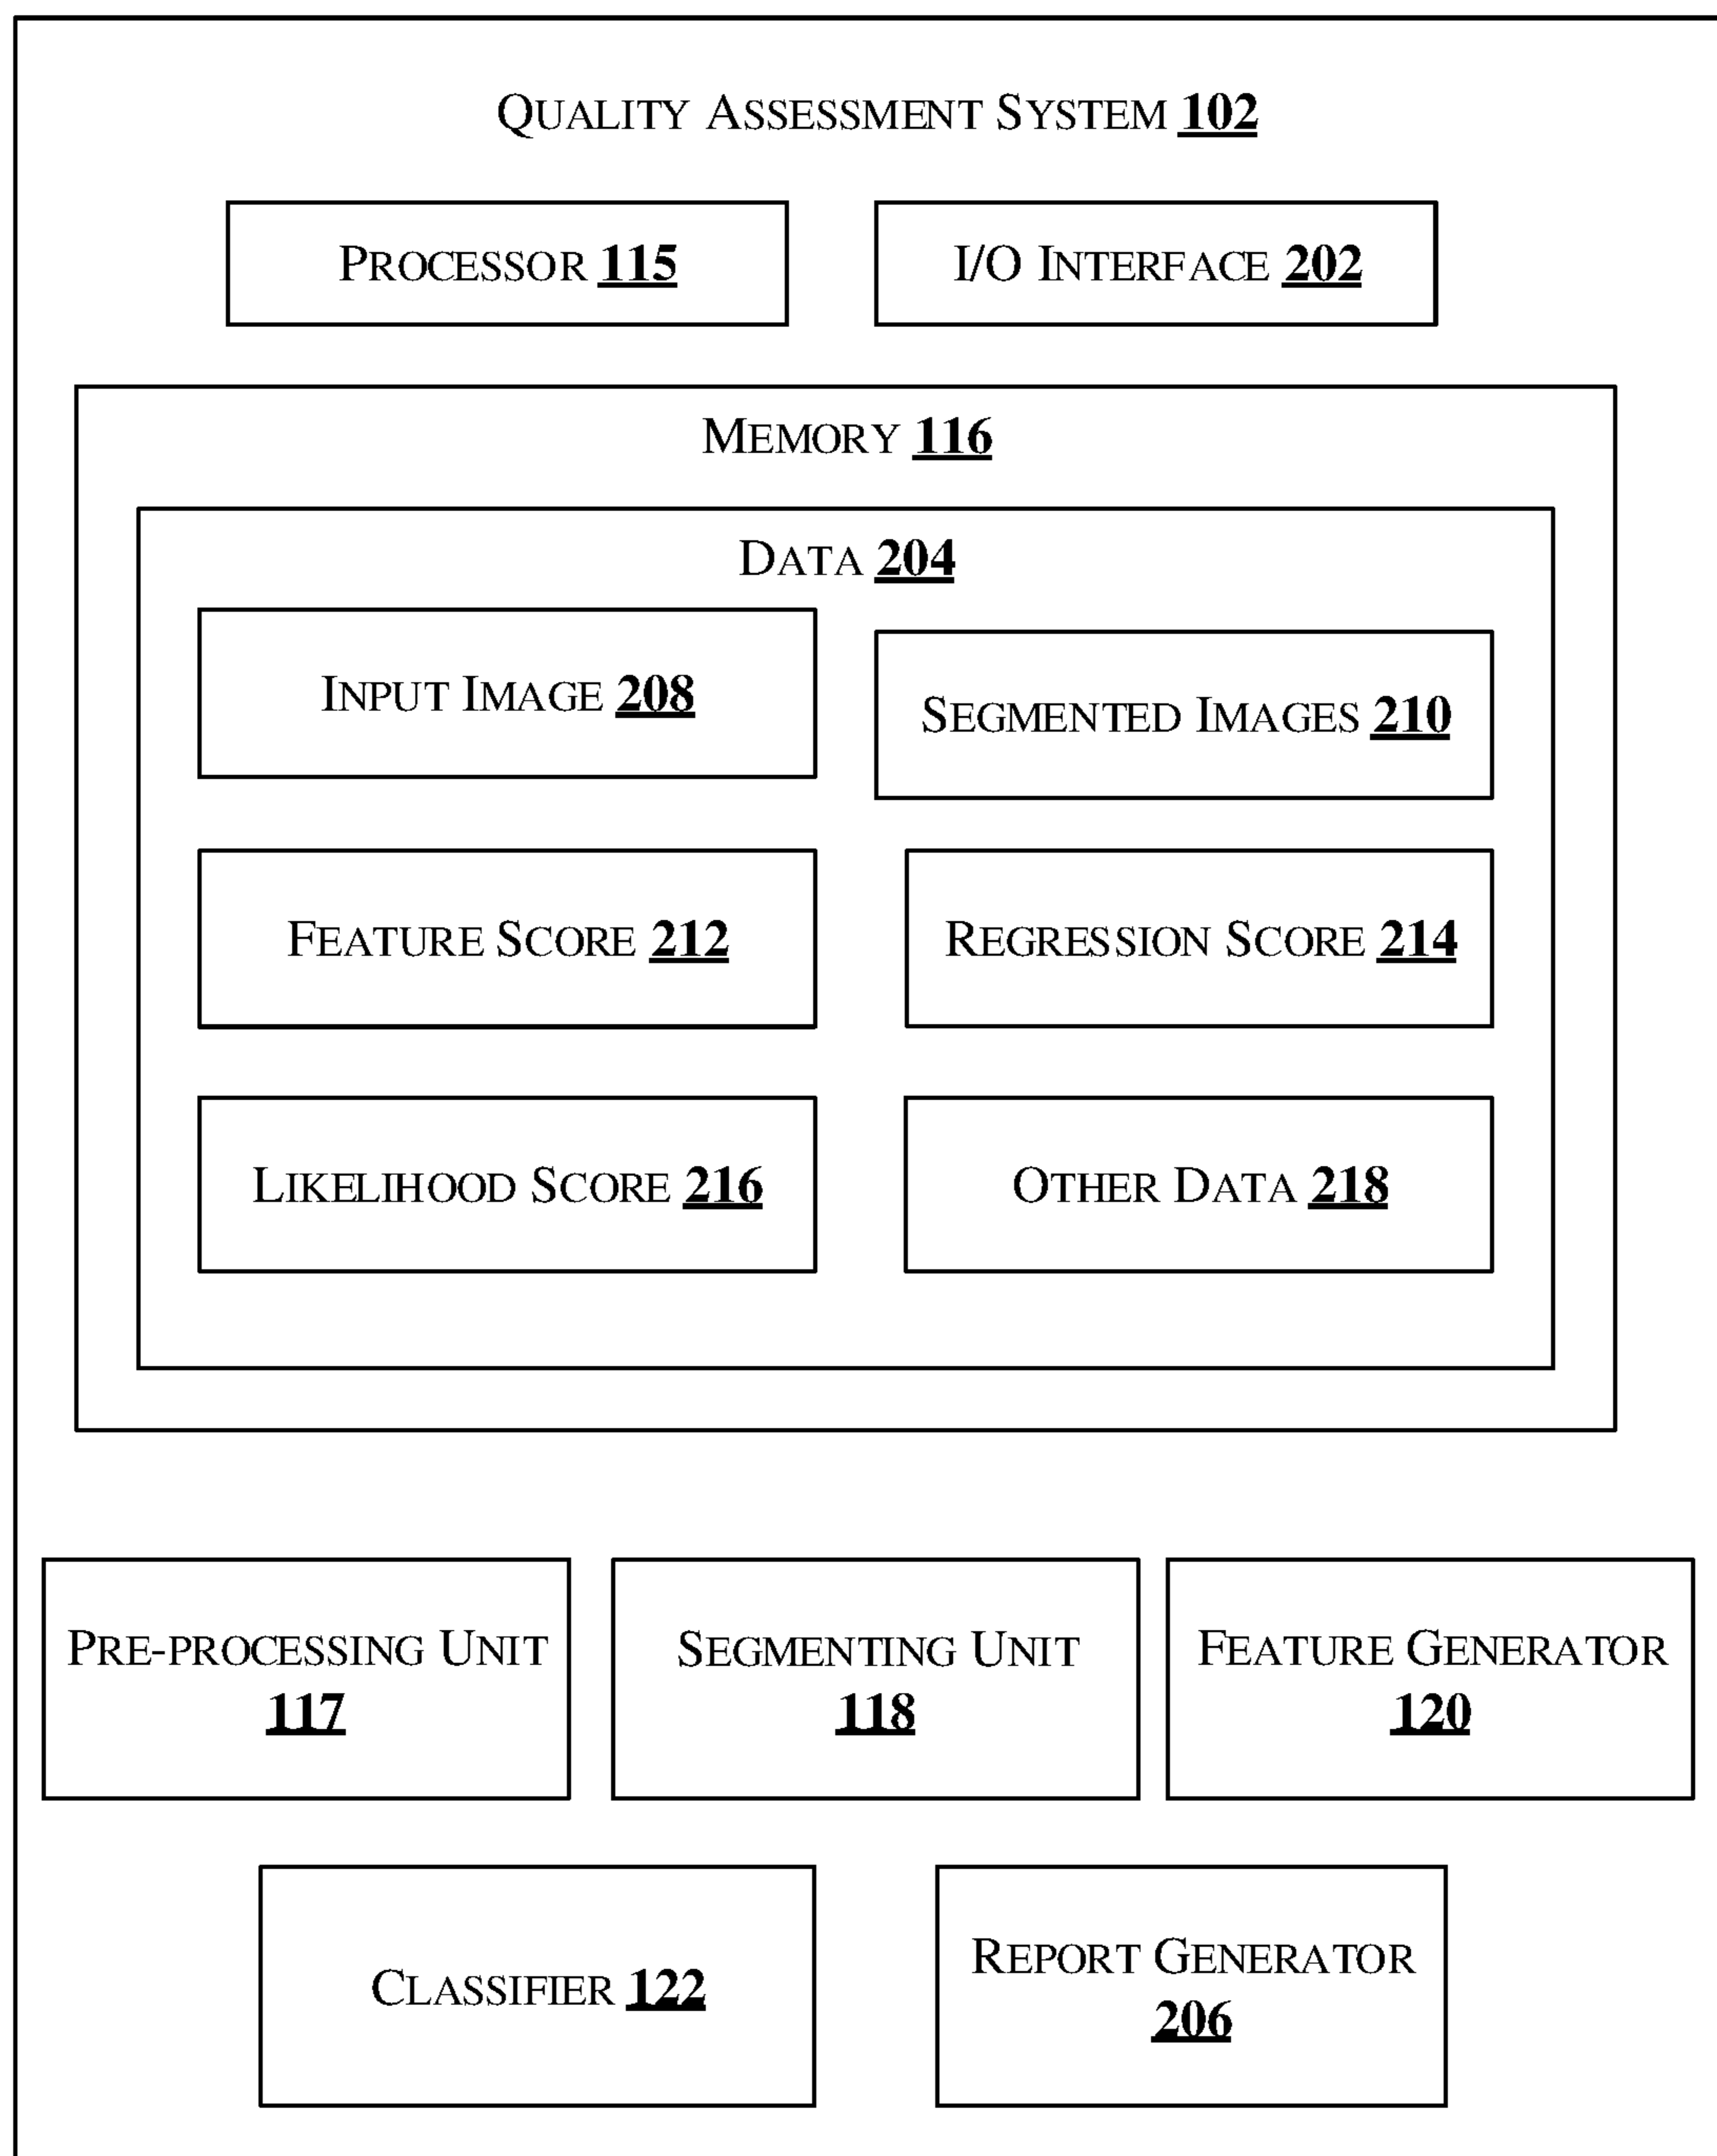 QUALITY ASSESSMENT SYSTEM 102
PROCESSOR 115
I/O INTERFACE 202
MEMORY 116
DATA 204
INPUT IMAGE 208
SEGMENTED IMAGES 210
FEATURE SCORE 212
REGRESSION SCORE 214
LIKELIHOOD SCORE 216
OTHER DATA 218
PRE-PROCESSING UNIT
117
SEGMENTING UNIT
118
FEATURE GENERATOR
120
CLASSIFIER 122
REPORT GENERATOR
206